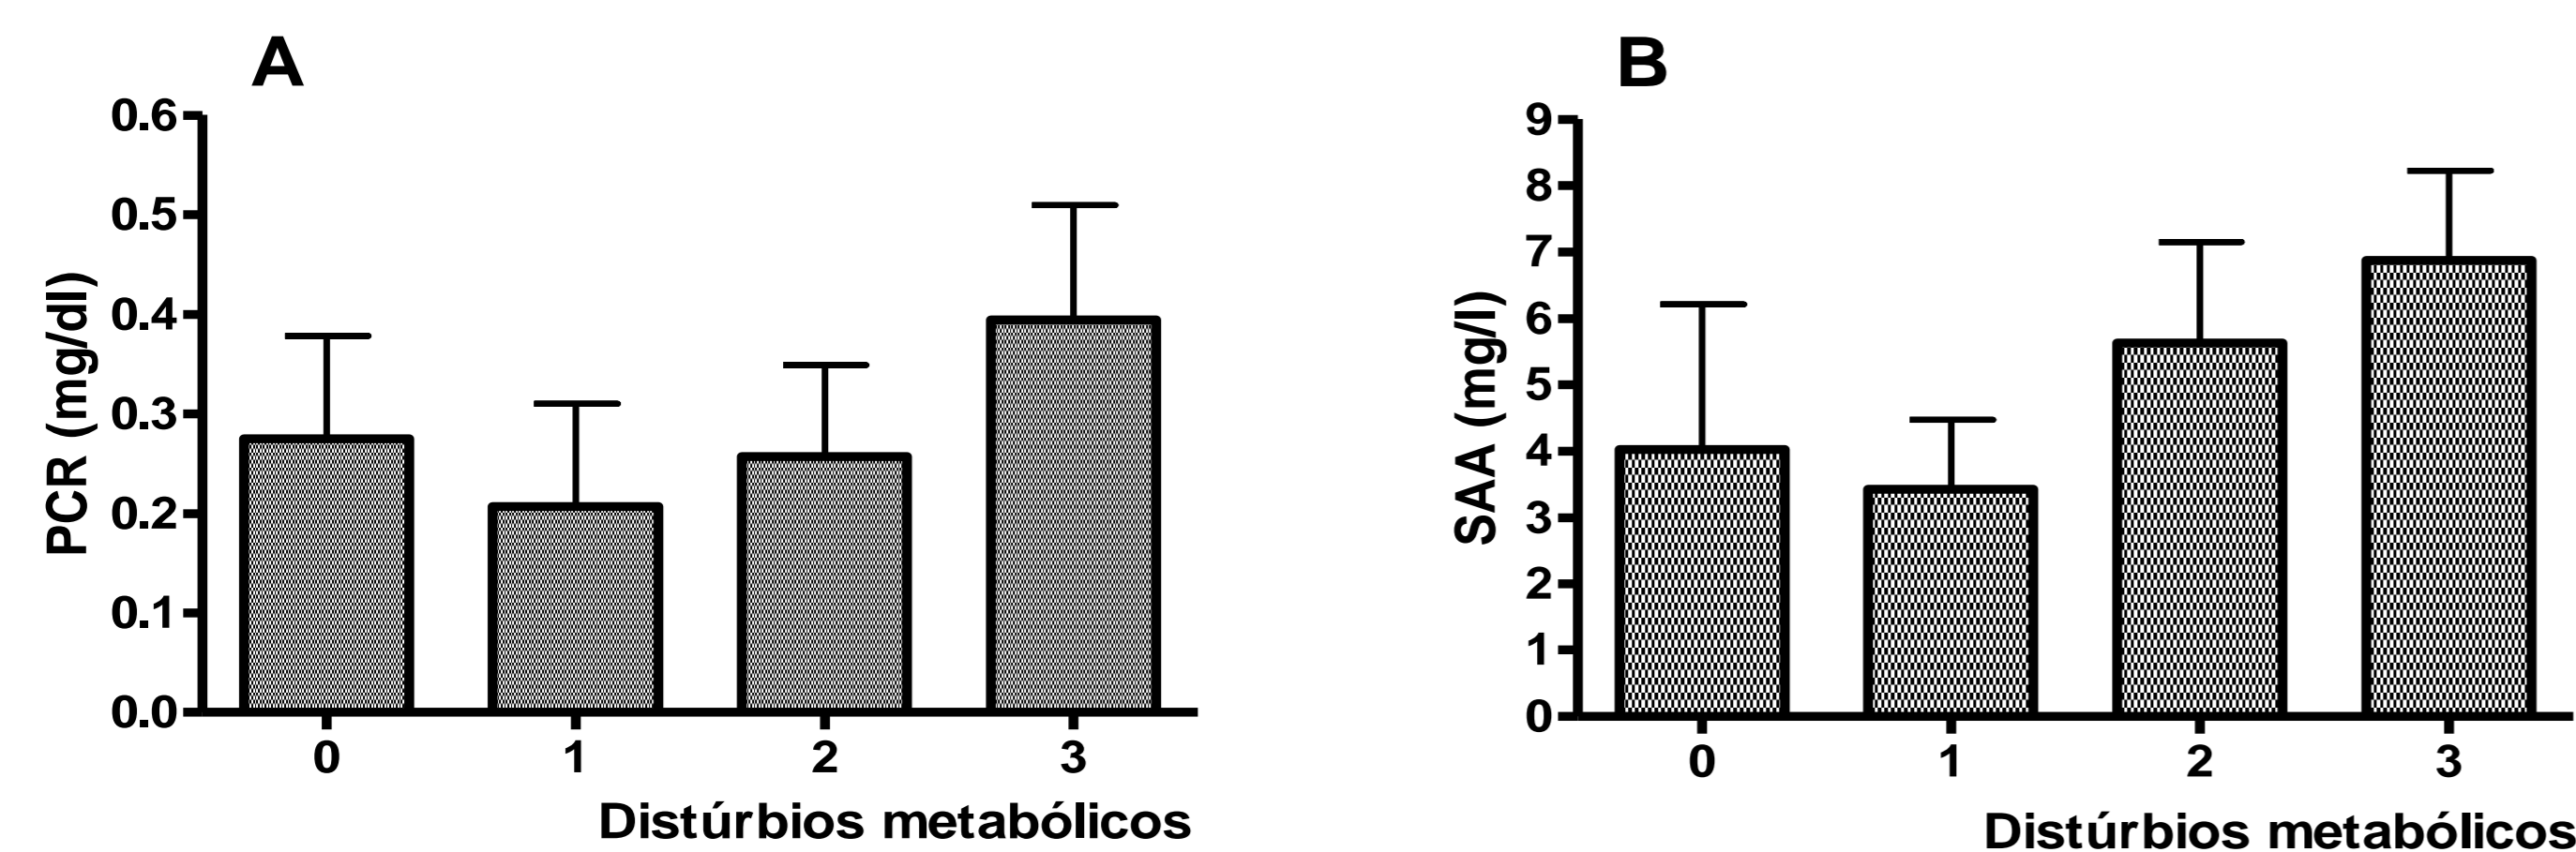 A
PCR (mg/dl)
0.6
0.5
0.4
0.3
0.2
0.1
0.0
0 1 2 3
Distúrbios metabólicos
B
SAA (mg/l)
9
8
7
6
5
4
3
2
1
0
0 1 2 3
Distúrbios metabólicos